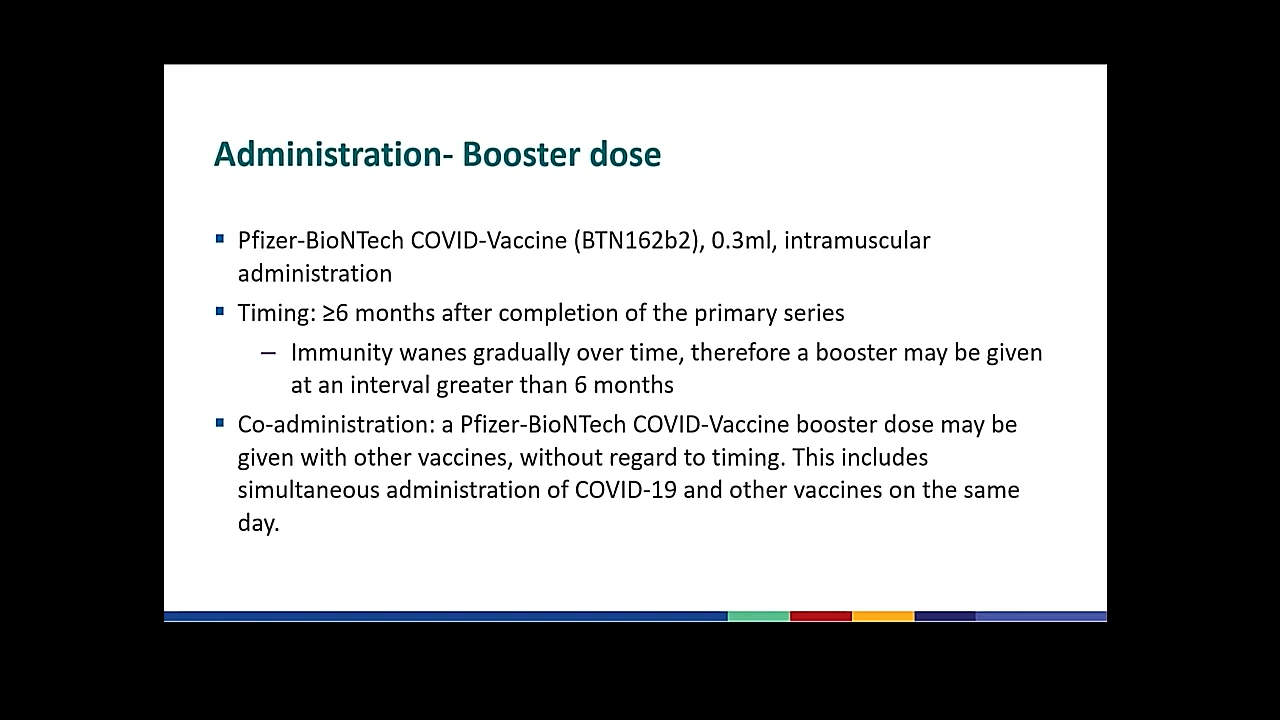 Administration- Booster dose
▪ Pfizer-BioNTech COVID-Vaccine (BTN162b2), 0.3ml, intramuscular
administration
▪ Timing: ≥6 months after completion of the primary series
– Immunity wanes gradually over time, therefore a booster may be given
at an interval greater than 6 months
▪ Co-administration: a Pfizer-BioNTech COVID-Vaccine booster dose may be
given with other vaccines, without regard to timing. This includes
simultaneous administration of COVID-19 and other vaccines on the same
day.